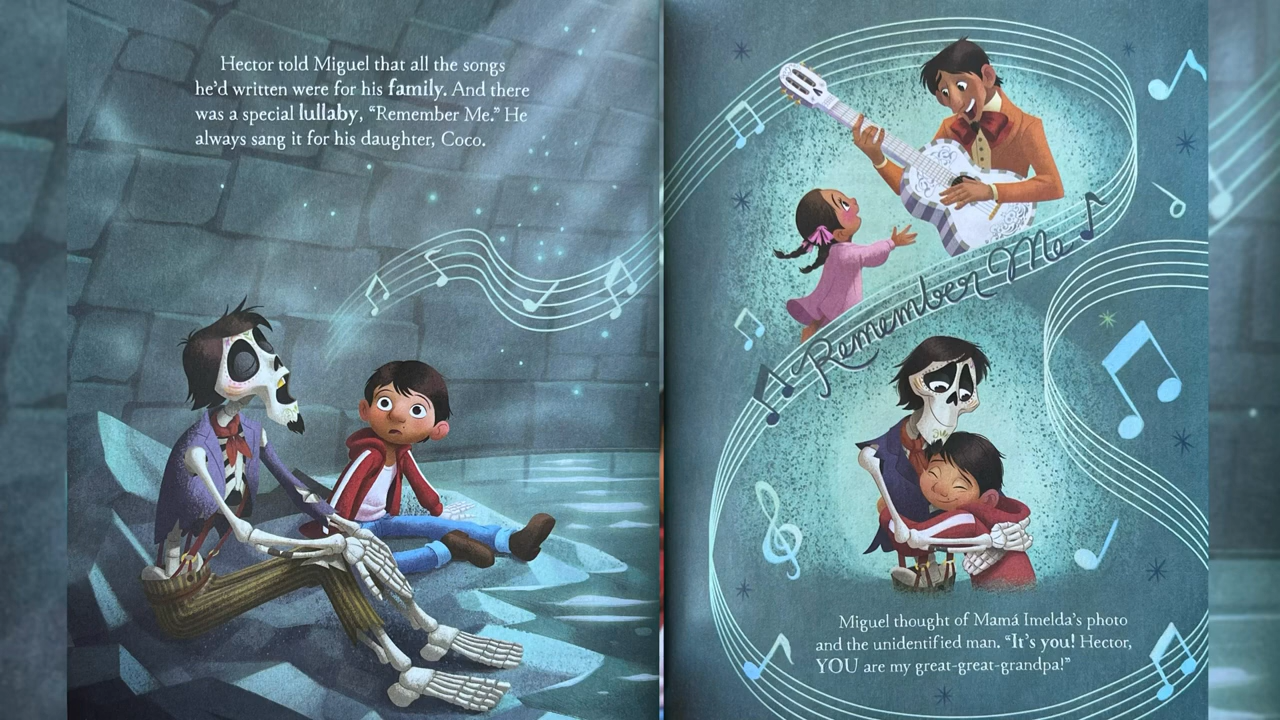 Hector told Miguel that all the songs
he'd written were for his family. And there
was a special lullaby, “Remember Me.” He
always sang it for his daughter, Coco.
Remember Me
Miguel thought of Mamá Imelda's photo
and the unidentified man. “It's you! Hector,
YOU are my great-great-grandpa!”